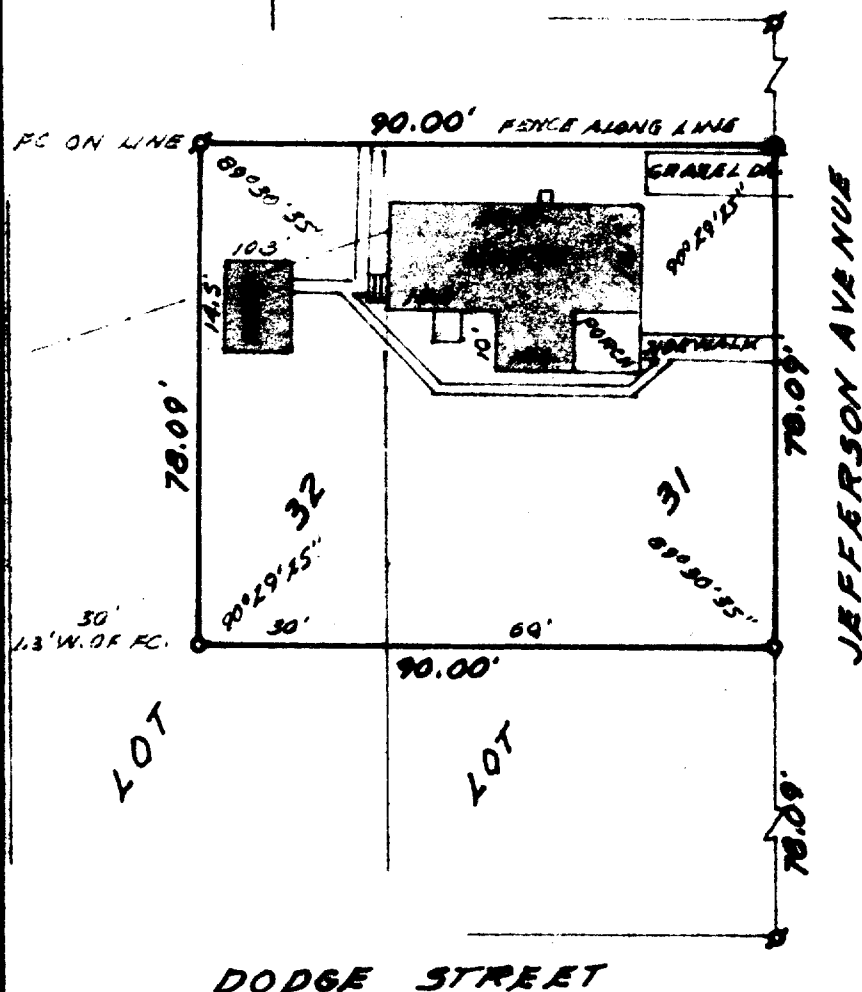 90.00' FENCE ALONG LINE
FC ON LINE
GRAVEL DR.
89°30'35"
90°29'25"
10.3'
14.5'
10'
PORCH
SIDEWALK
JEFFERSON AVENUE
78.09'
78.09'
32
31
90°29'25"
89°30'35"
30'
1.3' W. OF FC.
30'
60'
90.00'
LOT
LOT
78.09'
DODGE STREET